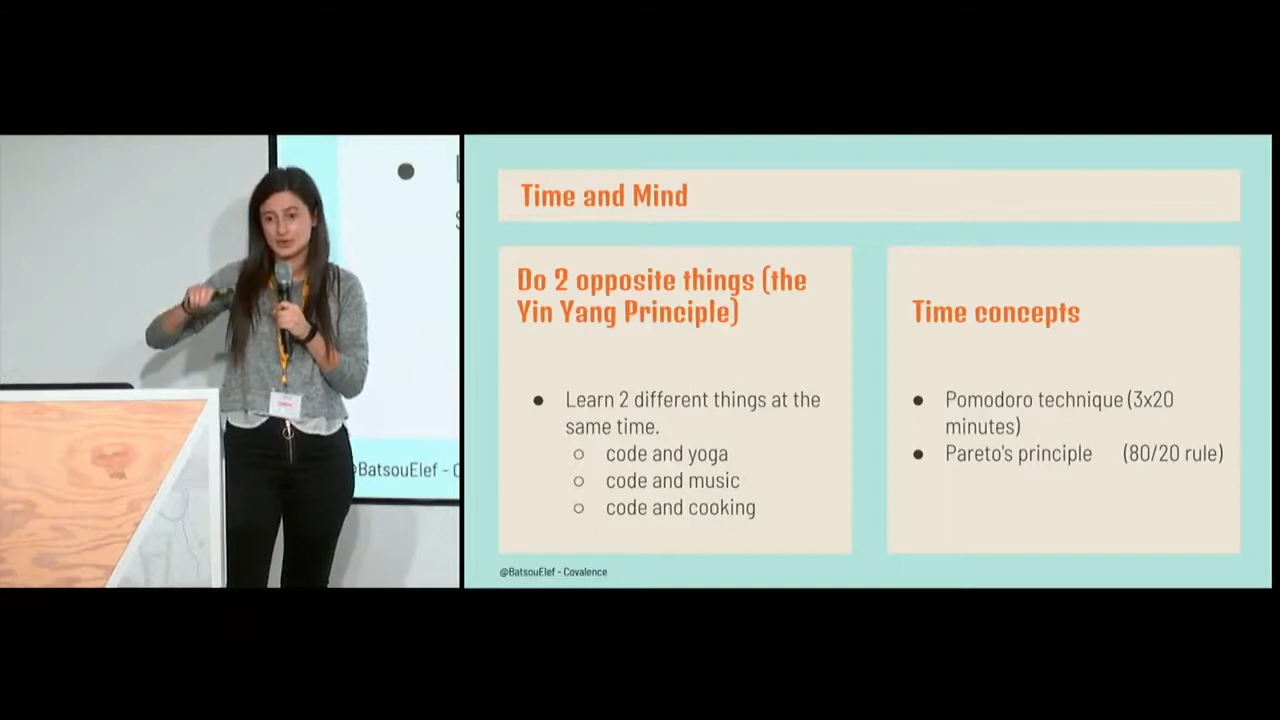 @BatsouElef - C
Time and Mind
Do 2 opposite things (the
Yin Yang Principle)
● Learn 2 different things at the
same time.
○ code and yoga
○ code and music
○ code and cooking
Time concepts
● Pomodoro technique (3x20
minutes)
● Pareto's principle (80/20 rule)
@BatsouElef - Covalence